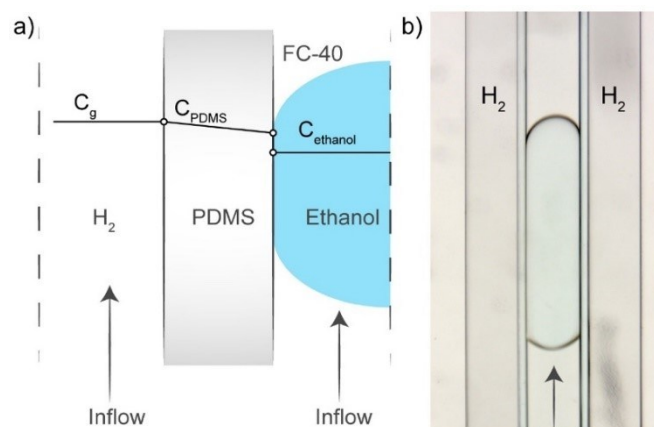 a)
FC-40
C_g
C_PDMS
C_ethanol
H_2
PDMS
Ethanol
Inflow
Inflow
b)
H_2
H_2